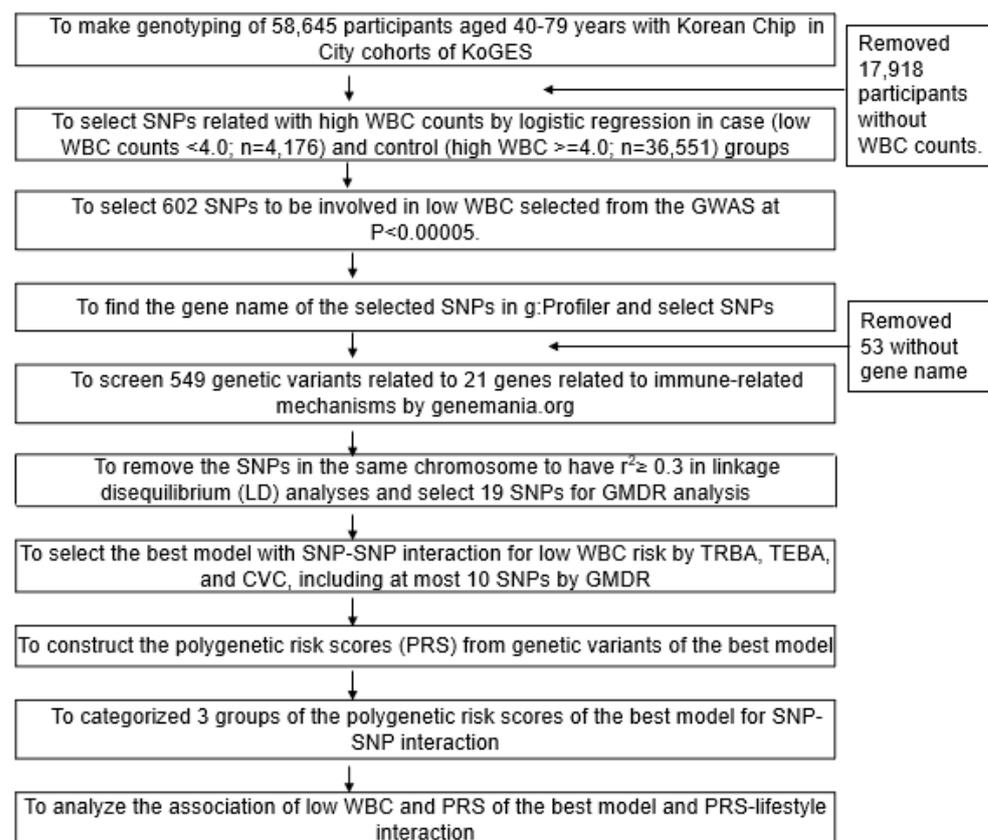 To make genotyping of 58,645 participants aged 40-79 years with Korean Chip in
City cohorts of KoGES
Removed
17,918
participants
without
WBC counts.
To select SNPs related with high WBC counts by logistic regression in case (low
WBC counts <4.0; n=4,176) and control (high WBC >=4.0; n=36,551) groups
To select 602 SNPs to be involved in low WBC selected from the GWAS at
P<0.00005.
To find the gene name of the selected SNPs in g:Profiler and select SNPs
Removed
53 without
gene name
To screen 549 genetic variants related to 21 genes related to immune-related
mechanisms by genemania.org
To remove the SNPs in the same chromosome to have r²≥ 0.3 in linkage
disequilibrium (LD) analyses and select 19 SNPs for GMDR analysis
To select the best model with SNP-SNP interaction for low WBC risk by TRBA, TEBA,
and CVC, including at most 10 SNPs by GMDR
To construct the polygenetic risk scores (PRS) from genetic variants of the best model
To categorized 3 groups of the polygenetic risk scores of the best model for SNP-
SNP interaction
To analyze the association of low WBC and PRS of the best model and PRS-lifestyle
interaction